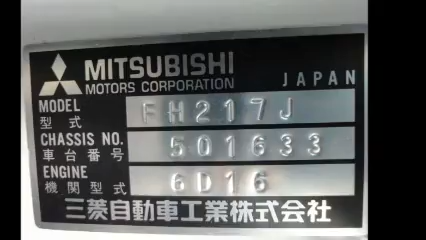 MITSUBISHI
MOTORS CORPORATION JAPAN
MODEL FH217J
型式
CHASSIS NO. 501633
車台番号
ENGINE 6D16
機関型式
三菱自動車工業株式会社